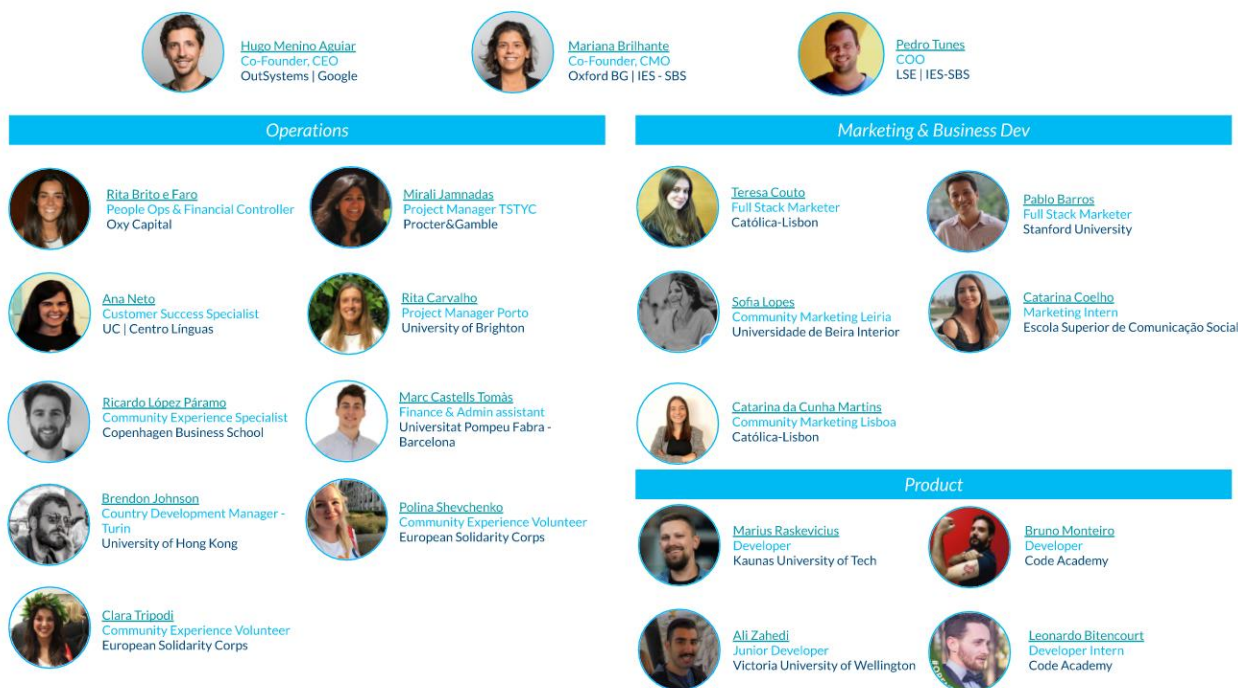 Hugo Menino Aguiar
Co-Founder, CEO
OutSystems | Google
Mariana Brilhante
Co-Founder, CMO
Oxford BG | IES - SBS
Pedro Tunes
COO
LSE | IES-SBS
Operations
Rita Brito e Faro
People Ops & Financial Controller
Oxy Capital
Mirali Jamnadas
Project Manager TSTYC
Procter&Gamble
Ana Neto
Customer Success Specialist
UC | Centro Línguas
Rita Carvalho
Project Manager Porto
University of Brighton
Ricardo López Páramo
Community Experience Specialist
Copenhagen Business School
Marc Castells Tomàs
Finance & Admin assistant
Universitat Pompeu Fabra -
Barcelona
Brendon Johnson
Country Development Manager -
Turin
University of Hong Kong
Polina Shevchenko
Community Experience Volunteer
European Solidarity Corps
Clara Tripodi
Community Experience Volunteer
European Solidarity Corps
Marketing & Business Dev
Teresa Couto
Full Stack Marketer
Católica-Lisbon
Pablo Barros
Full Stack Marketer
Stanford University
Sofia Lopes
Community Marketing Leiria
Universidade de Beira Interior
Catarina Coelho
Marketing Intern
Escola Superior de Comunicação Social
Catarina da Cunha Martins
Community Marketing Lisboa
Católica-Lisbon
Product
Marius Raskevicius
Developer
Kaunas University of Tech
Bruno Monteiro
Developer
Code Academy
Ali Zahedi
Junior Developer
Victoria University of Wellington
Leonardo Bitencourt
Developer Intern
Code Academy